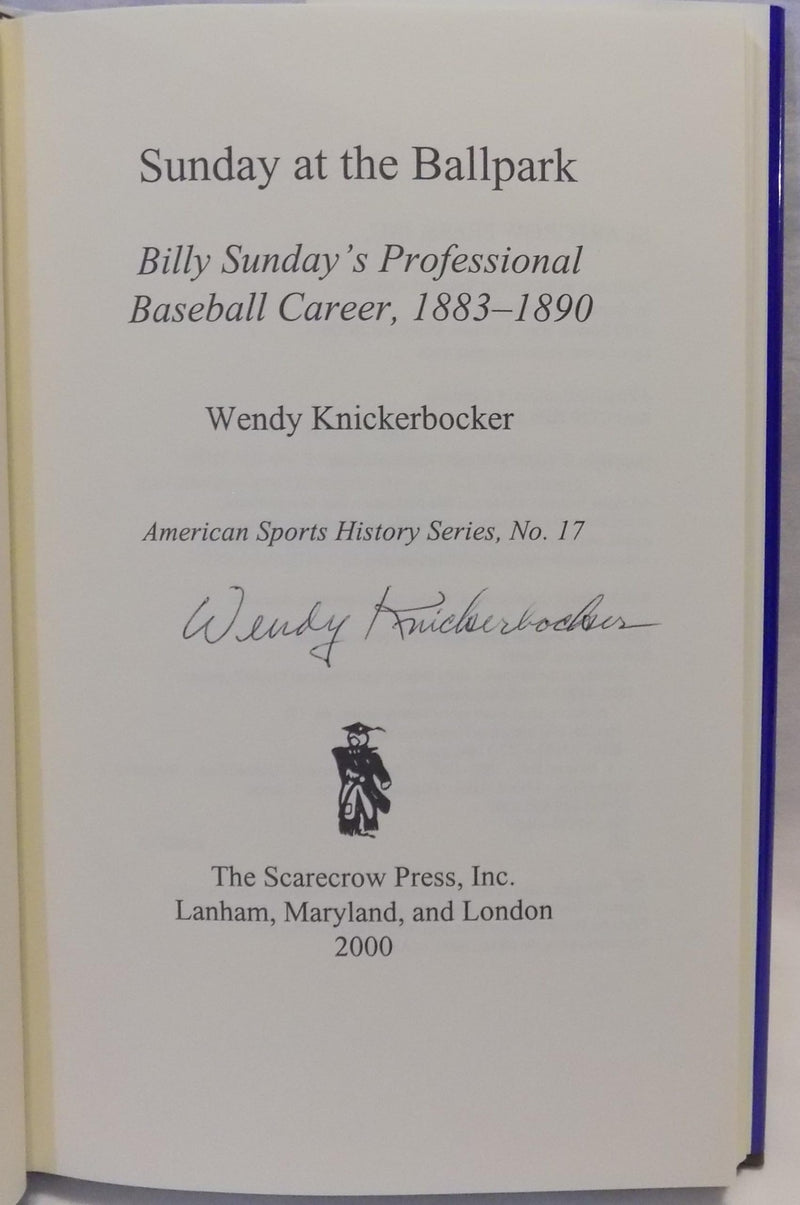 Sunday at the Ballpark
Billy Sunday's Professional
Baseball Career, 1883–1890
Wendy Knickerbocker
American Sports History Series, No. 17
Wendy Knickerbocker
The Scarecrow Press, Inc.
Lanham, Maryland, and London
2000